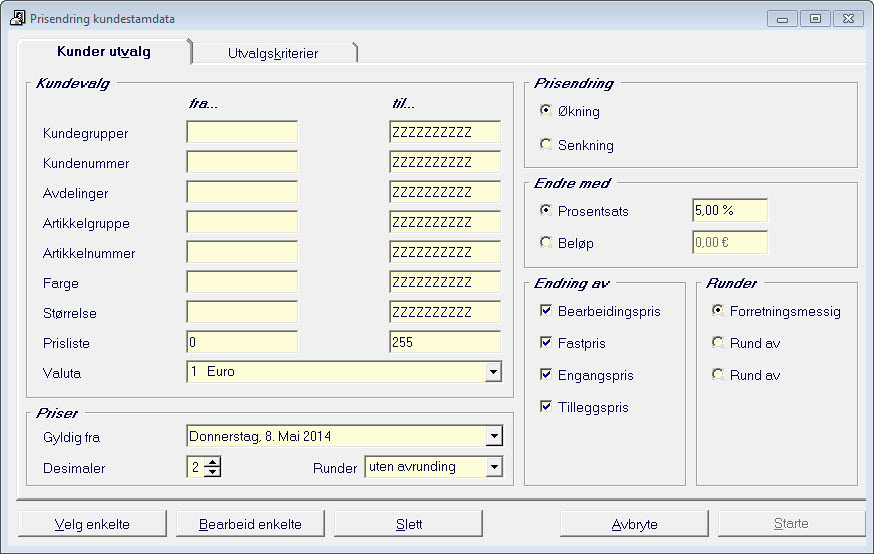 Prisendring kundestamdata
Kunder utvalg
Utvalgskriterier
Kundevalg
fra...
til...
Kundegrupper
ZZZZZZZZZZ
Kundenummer
ZZZZZZZZZZ
Avdelinger
ZZZZZZZZZZ
Artikkelgruppe
ZZZZZZZZZZ
Artikkelnummer
ZZZZZZZZZZ
Farge
ZZZZZZZZZZ
Størrelse
ZZZZZZZZZZ
Prisliste
0
255
Valuta
1 Euro
Priser
Gyldig fra
Donnerstag, 8. Mai 2014
Desimaler
2
Runder
uten avrunding
Prisendring
Økning
Senkning
Endre med
Prosentsats
5,00 %
Beløp
0,00 €
Endring av
Bearbeidingspris
Fastpris
Engangspris
Tilleggspris
Runder
Forretningsmessig
Rund av
Rund av
Velg enkelte
Bearbeid enkelte
Slett
Avbryte
Starte